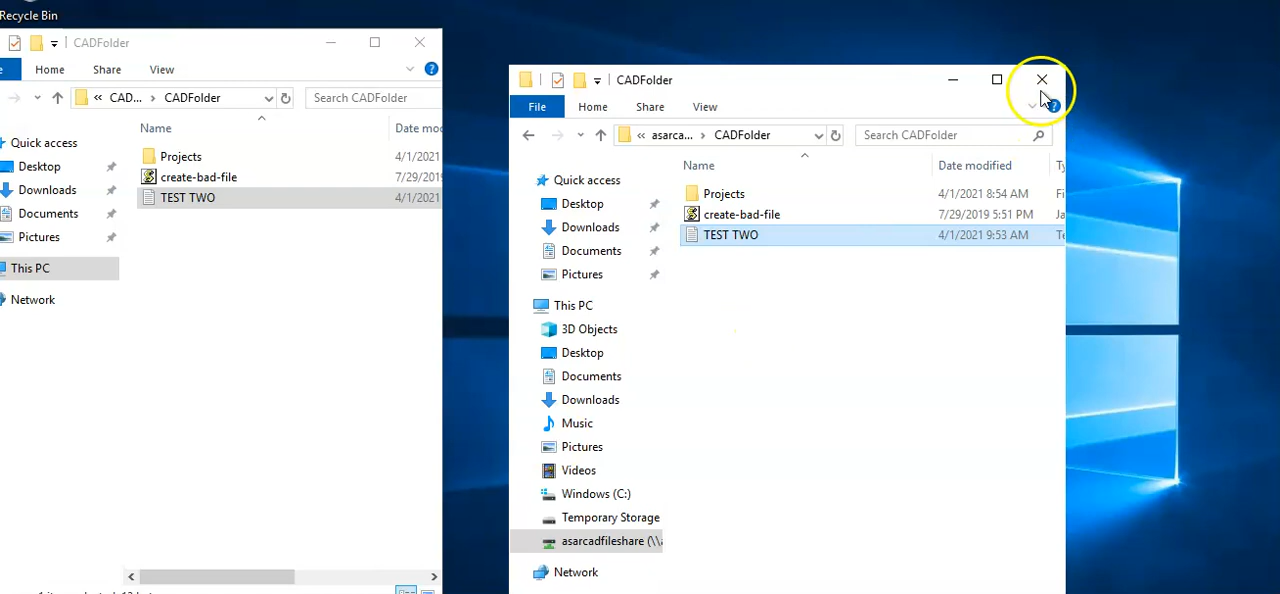 Recycle Bin
CADFolder
Home Share View
CAD... CADFolder Search CADFolder
Quick access
Desktop
Downloads
Documents
Pictures
This PC
Network
Name Date mod
Projects 4/1/2021
create-bad-file 7/29/2019
TEST TWO 4/1/2021
CADFolder
File Home Share View
« asarca... CADFolder Search CADFolder
Quick access
Desktop
Downloads
Documents
Pictures
This PC
3D Objects
Desktop
Documents
Downloads
Music
Pictures
Videos
Windows (C:)
Temporary Storage
asarcadfileshare (\\
Network
Name Date modified Ty
Projects 4/1/2021 8:54 AM Fi
create-bad-file 7/29/2019 5:51 PM Ja
TEST TWO 4/1/2021 9:53 AM Te